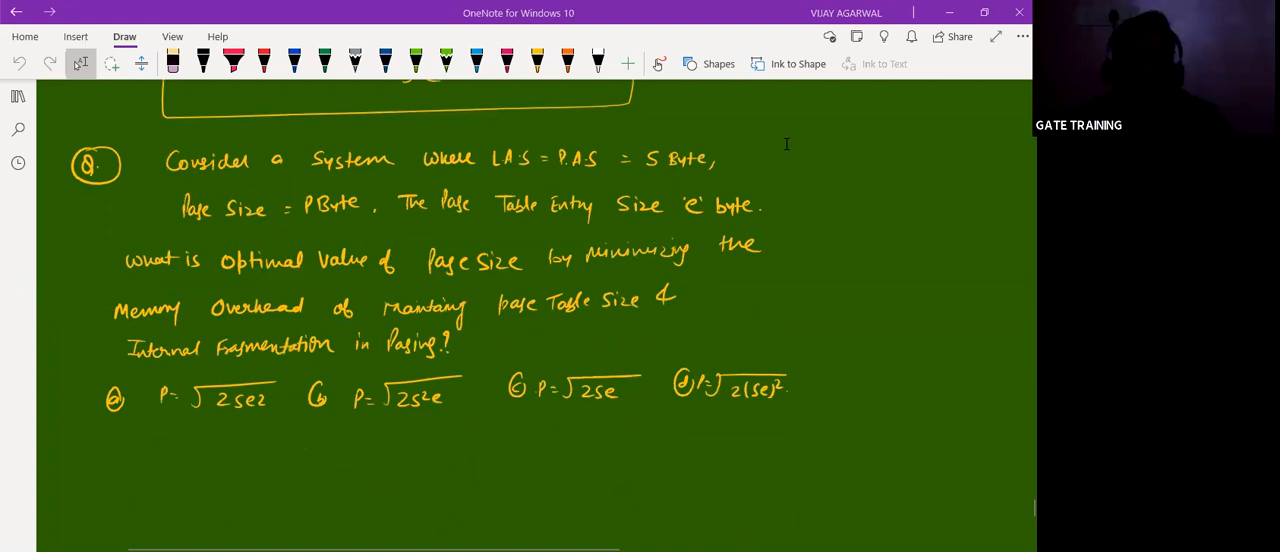 OneNote for Windows 10
VIJAY AGARWAL
Home Insert Draw View Help
Share
Shapes Ink to Shape Ink to Text
GATE TRAINING
Q. Consider a System where L.A.S = P.A.S = S Byte,
Page Size = P Byte. The Page Table Entry Size 'e' byte.
What is Optimal Value of Page Size by Minimizing the
Memory Overhead of Maintaing page Table Size &
Internal Fragmentation in Paging?
a) P = √2se2 b) P = √2s²e c) P = √2se d) P = √2(se)².